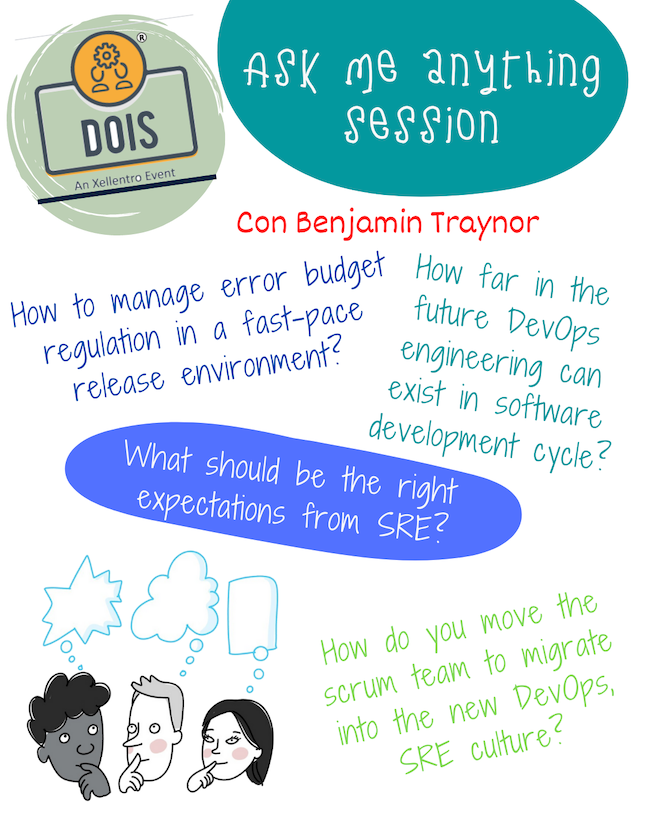 ®
DOIS
An Xellentro Event
Ask me anything
session
Con Benjamin Traynor
How to manage error budget
regulation in a fast-pace
release environment?
How far in the
future DevOps
engineering can
exist in software
development cycle?
What should be the right
expectations from SRE?
How do you move the
scrum team to migrate
into the new DevOps,
SRE culture?